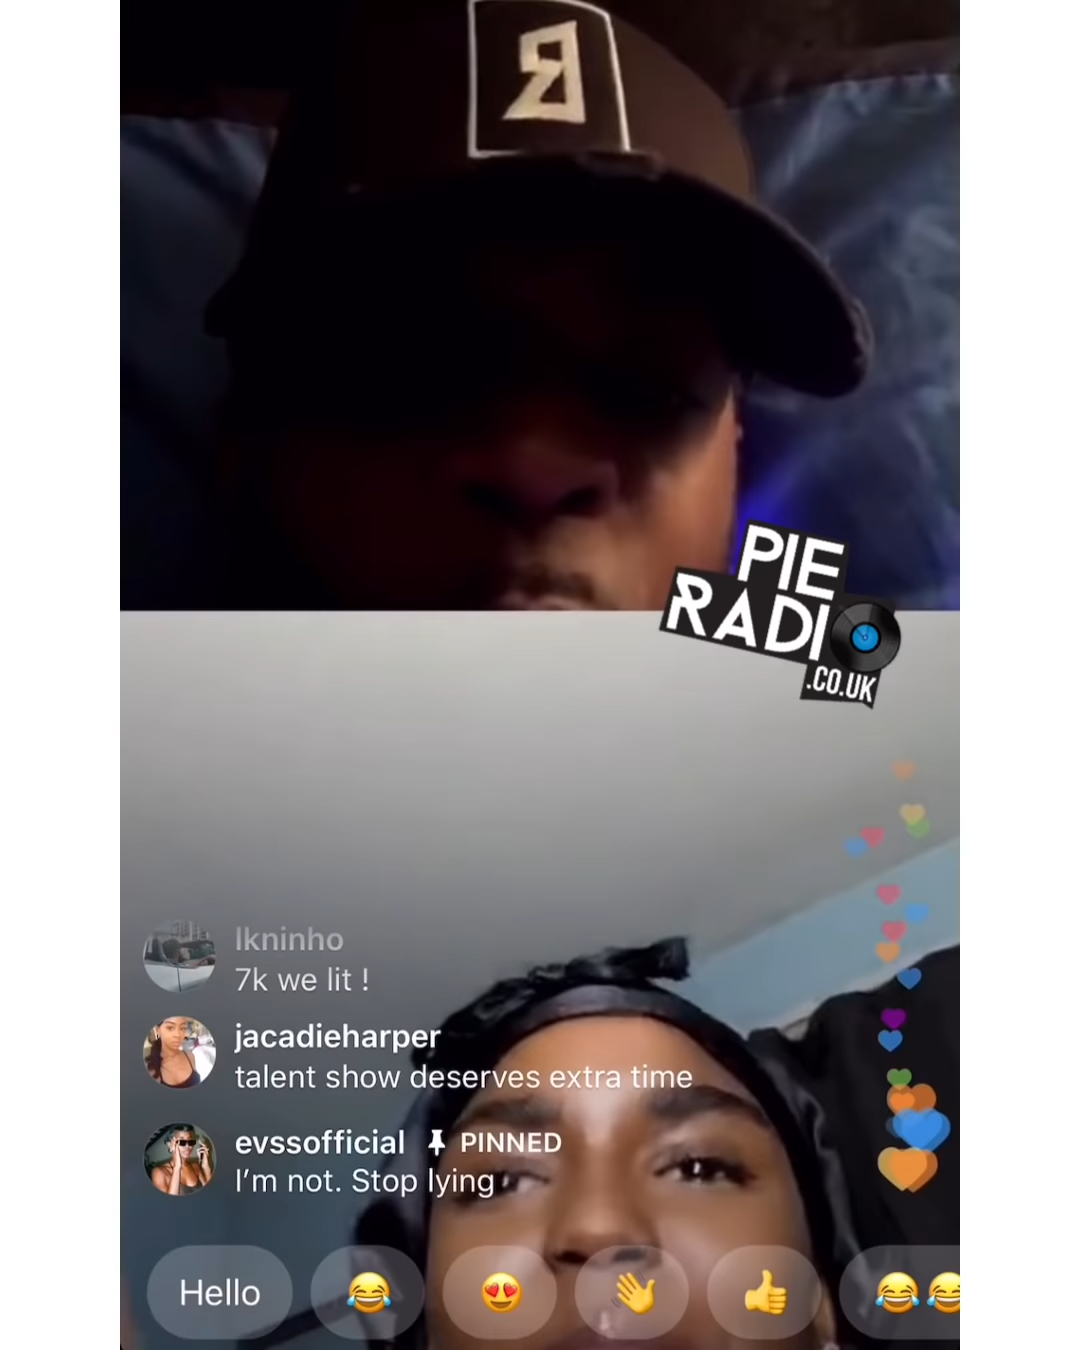 PIE
RADIO
.CO.UK
lkninho
7k we lit !
jacadieharper
talent show deserves extra time
evssofficial PINNED
I’m not. Stop lying
Hello